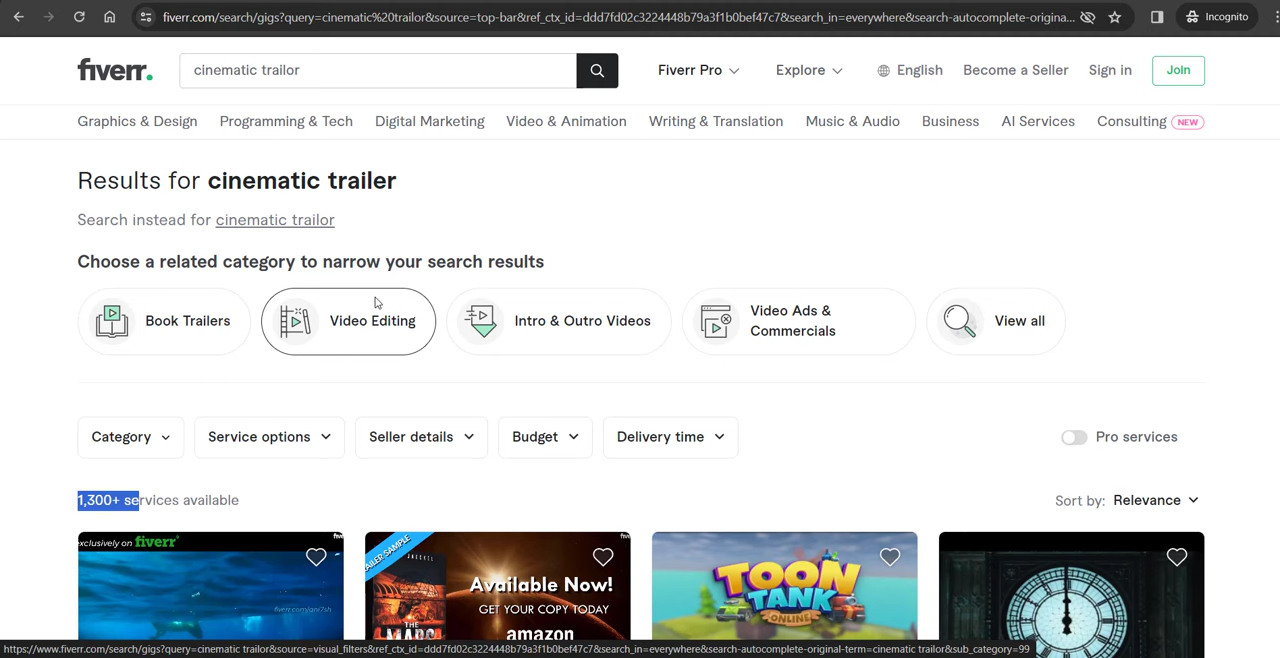 fiverr.com/search/gigs?query=cinematic%20trailor&source=top-bar&ref_ctx_id=ddd7fd02c3224448b79a3f1b0bef47c7&search_in=everywhere&search-autocomplete-origina...
Incognito
fiverr.
cinematic trailor
Fiverr Pro
Explore
English
Become a Seller
Sign in
Join
Graphics & Design
Programming & Tech
Digital Marketing
Video & Animation
Writing & Translation
Music & Audio
Business
AI Services
Consulting NEW
Results for cinematic trailer
Search instead for cinematic trailor
Choose a related category to narrow your search results
Book Trailers
Video Editing
Intro & Outro Videos
Video Ads &
Commercials
View all
Category
Service options
Seller details
Budget
Delivery time
Pro services
1,300+ services available
Sort by: Relevance
exclusively on fiverr
Available Now!
GET YOUR COPY TODAY
amazon
THE
TOON
TANK
ONLINE
https://www.fiverr.com/search/gigs?query=cinematic trailor&source=visual_filters&ref_ctx_id=ddd7fd02c3224448b79a3f1b0bef47c7&search_in=everywhere&search-autocomplete-original-term=cinematic trailor&sub_category=99